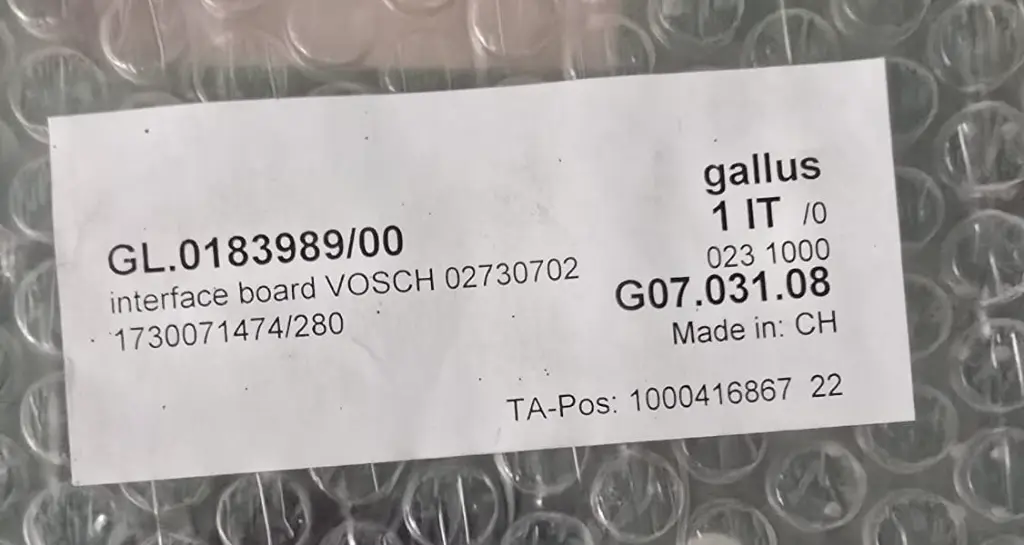 GL.0183989/00
interface board VOSCH 02730702
1730071474/280
gallus
1 IT /0
023 1000
G07.031.08
Made in: CH
TA-Pos: 1000416867 22